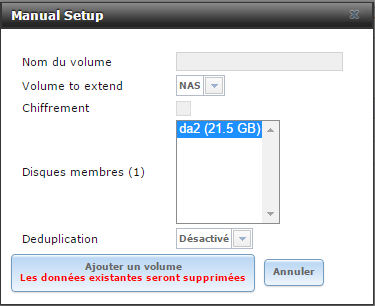 Manual Setup
Nom du volume
Volume to extend NAS
Chiffrement
da2 (21.5 GB)
Disques membres (1)
Deduplication Désactivé
Ajouter un volume
Les données existantes seront supprimées
Annuler